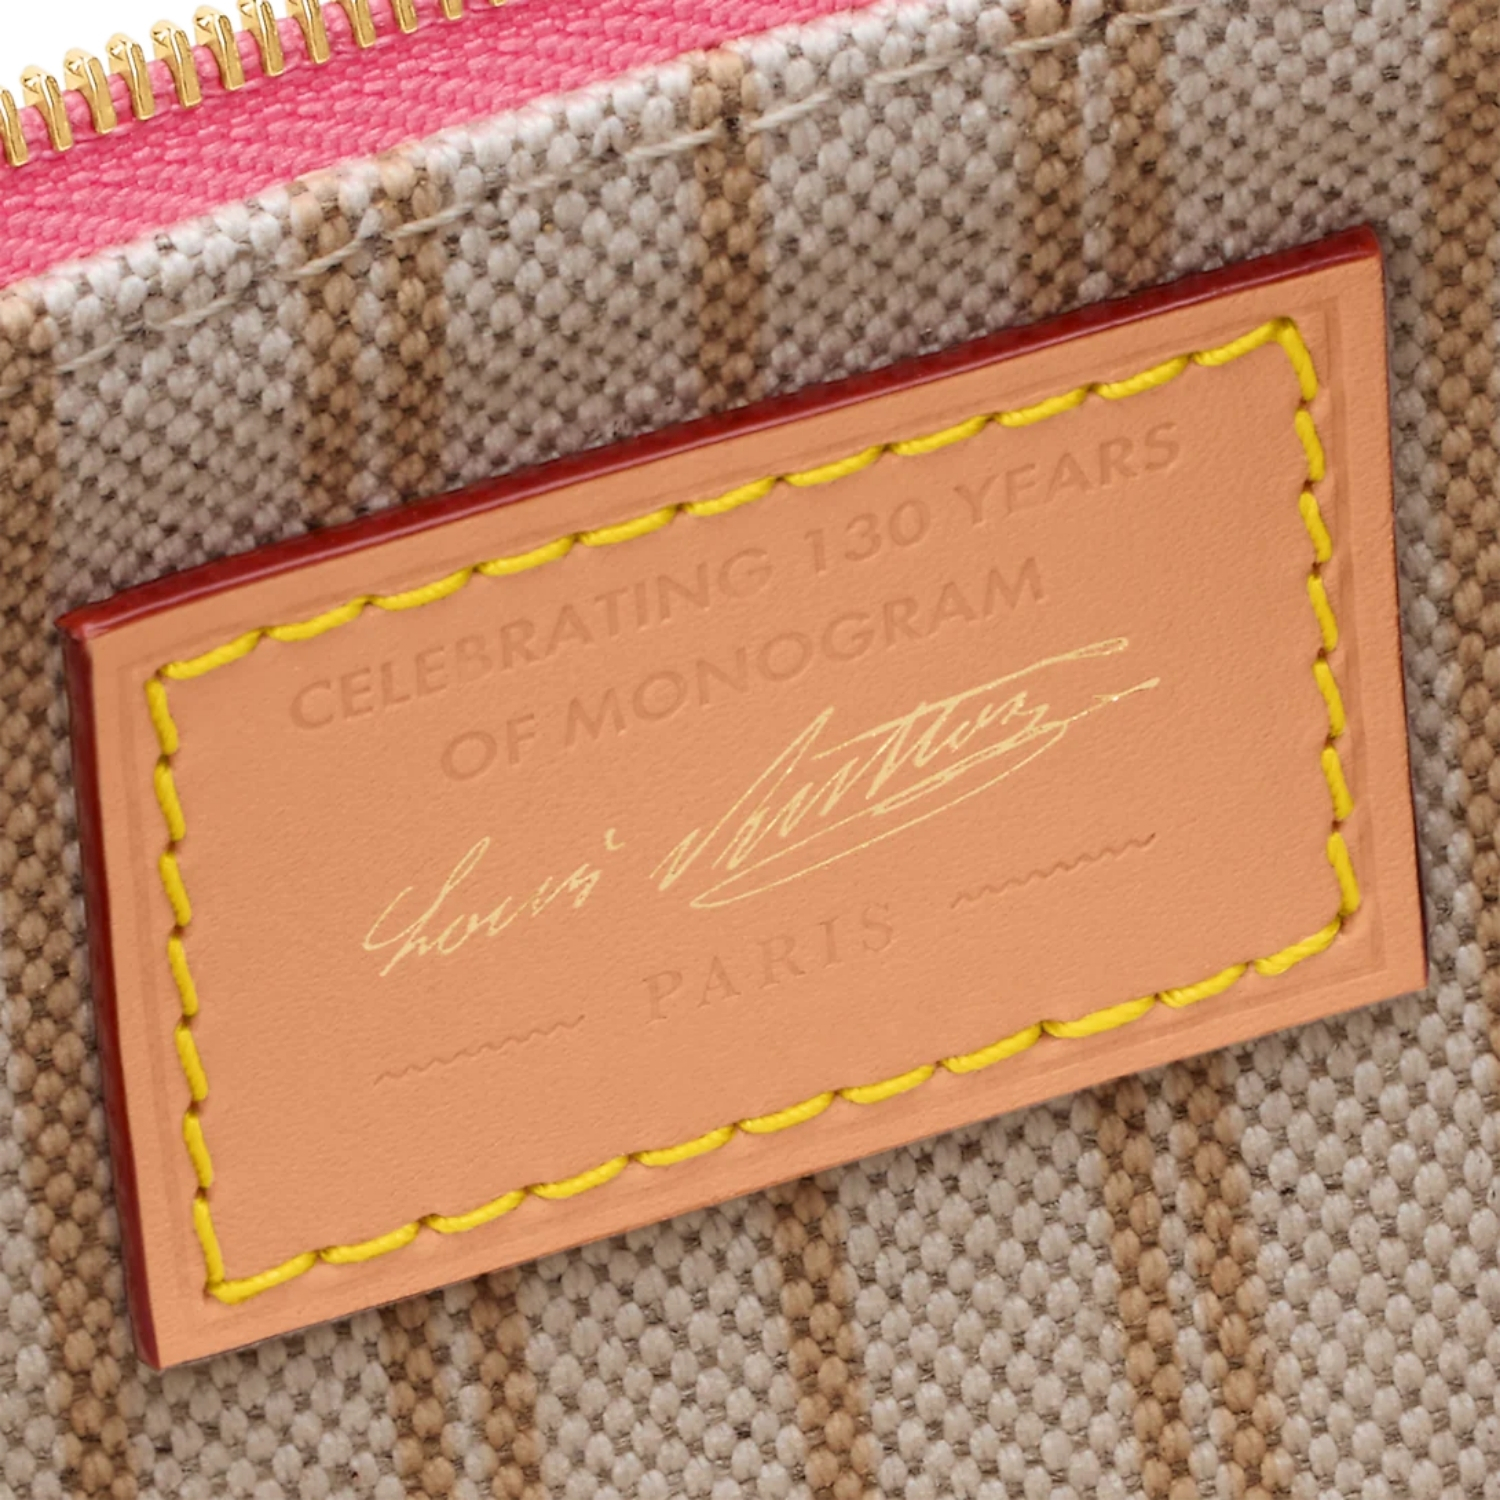 CELEBRATING 130 YEARS
OF MONOGRAM
Louis Vuitton
PARIS